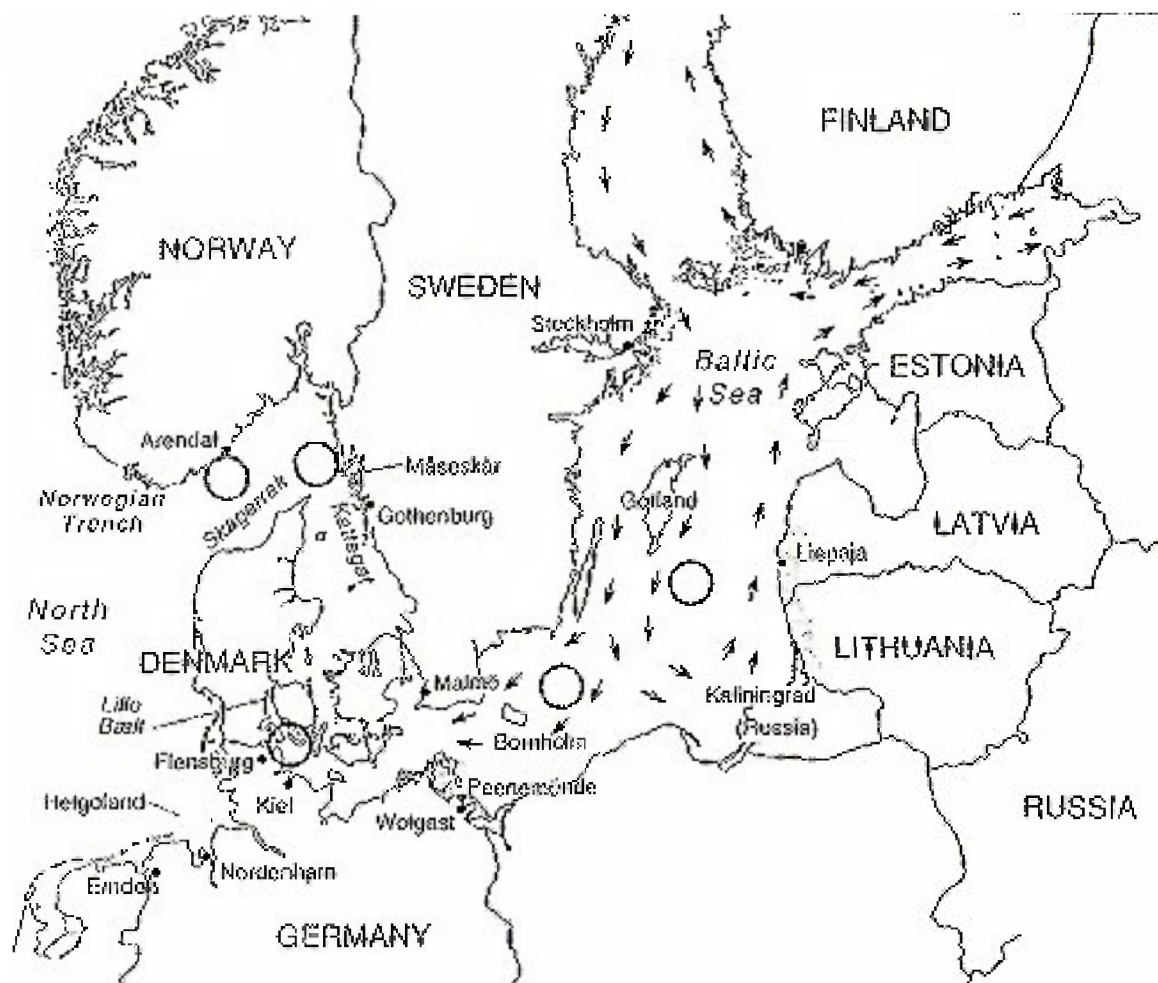 FINLAND
NORWAY
SWEDEN
Stockholm
Baltic
Sea
ESTONIA
Arendal
Måseskär
Norwegian
Trench
Skagerrak
Gothenburg
Kattegat
Gotland
LATVIA
Liepaja
North
Sea
LITHUANIA
DENMARK
Malmö
Kaliningrad
(Russia)
Lille
Bælt
Bornholm
Flensburg
Kiel
Peenemünde
Helgoland
Wolgast
RUSSIA
Nordenham
Emden
GERMANY